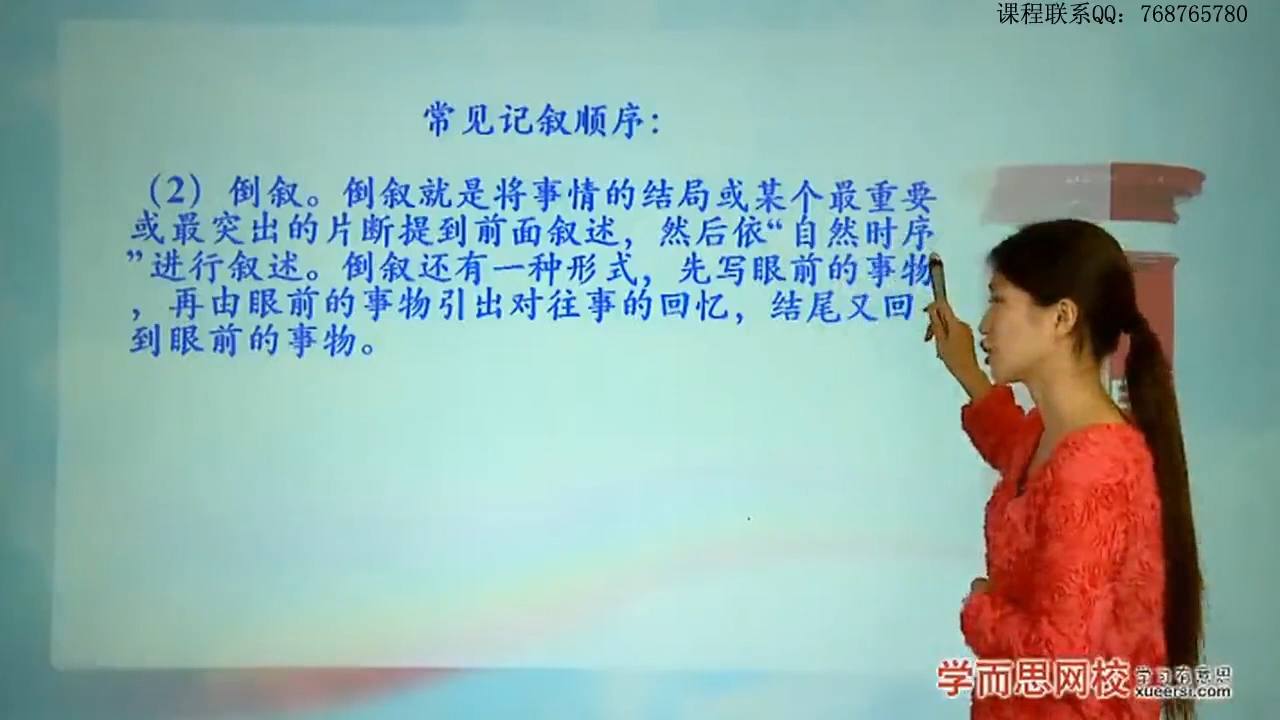 课程联系QQ：768765780
常见记叙顺序：
（2）倒叙。倒叙就是将事情的结局或某个最重要
或最突出的片断提到前面叙述，然后依“自然时序
”进行叙述。倒叙还有一种形式，先写眼前的事物
，再由眼前的事物引出对往事的回忆，结尾又回
到眼前的事物。
学而思网校 学习有意思
xueersi.com